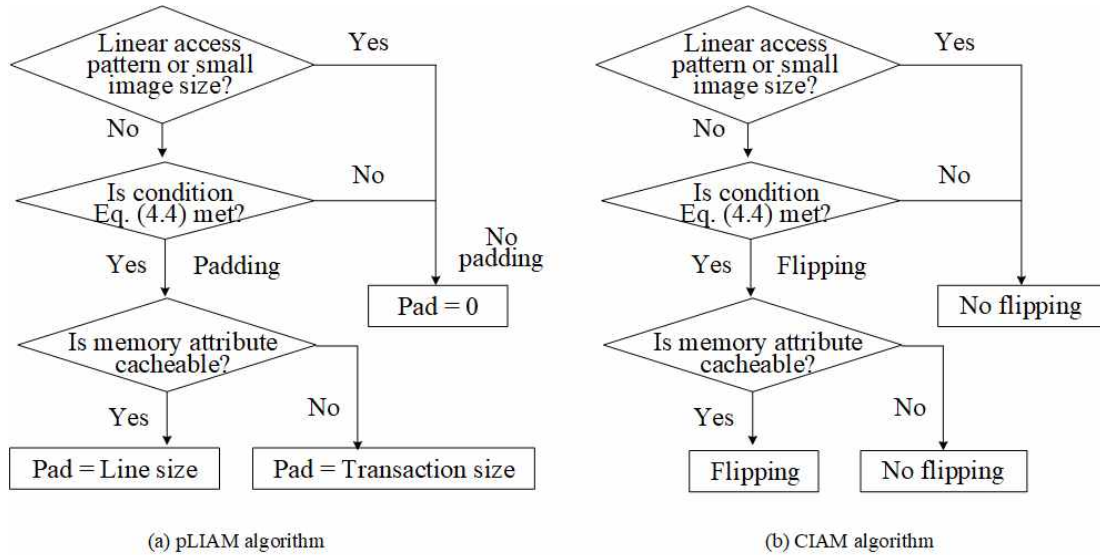 Linear access
pattern or small
image size?
Yes
No
Is condition
Eq. (4.4) met?
No
Yes
Padding
No
padding
Pad = 0
Is memory attribute
cacheable?
Yes
No
Pad = Line size
Pad = Transaction size
(a) pLIAM algorithm
Linear access
pattern or small
image size?
Yes
No
Is condition
Eq. (4.4) met?
No
Yes
Flipping
No flipping
Is memory attribute
cacheable?
Yes
No
Flipping
No flipping
(b) CIAM algorithm